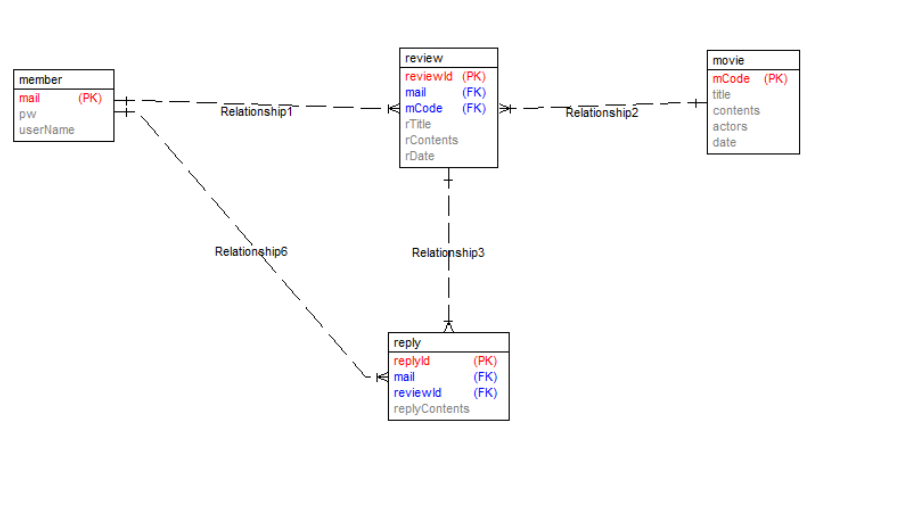 member
mail (PK)
pw
userName
Relationship1
review
reviewId (PK)
mail (FK)
mCode (FK)
rTitle
rContents
rDate
Relationship2
movie
mCode (PK)
title
contents
actors
date
Relationship6
Relationship3
reply
replyId (PK)
mail (FK)
reviewId (FK)
replyContents